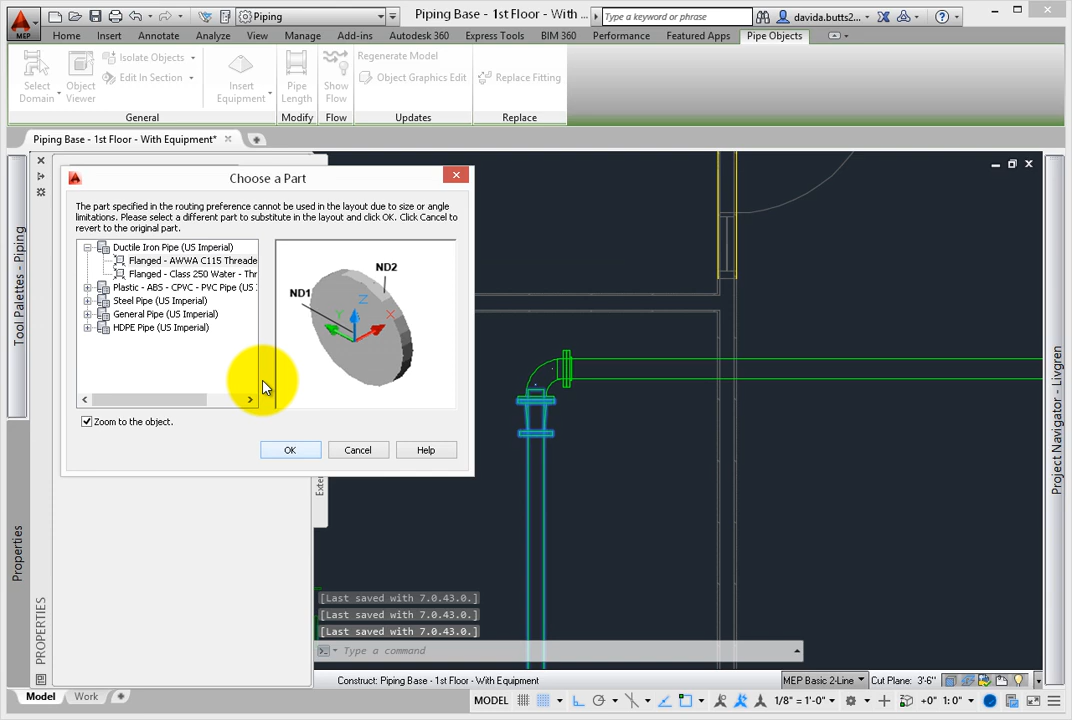 MEP
Piping
Piping Base - 1st Floor - With ...
Type a keyword or phrase
davida.butts2...
Home Insert Annotate Analyze View Manage Add-ins Autodesk 360 Express Tools BIM 360 Performance Featured Apps Pipe Objects
Select Domain
Object Viewer
Isolate Objects
Edit In Section
Insert Equipment
Pipe Length
Show Flow
Regenerate Model
Object Graphics Edit
Replace Fitting
General Modify Flow Updates Replace
Piping Base - 1st Floor - With Equipment*
Choose a Part
The part specified in the routing preference cannot be used in the layout due to size or angle
limitations. Please select a different part to substitute in the layout and click OK. Click Cancel to
revert to the original part.
Ductile Iron Pipe (US Imperial)
Flanged - AWWA C115 Threade
Flanged - Class 250 Water - Thr
Plastic - ABS - CPVC - PVC Pipe (US I
Steel Pipe (US Imperial)
General Pipe (US Imperial)
HDPE Pipe (US Imperial)
ND2
ND1
Z
Y
X
Zoom to the object.
OK Cancel Help
Tool Palettes - Piping
Properties
PROPERTIES
Exter
Project Navigator - Livgren
[Last saved with 7.0.43.0.]
[Last saved with 7.0.43.0.]
[Last saved with 7.0.43.0.]
Type a command
Construct: Piping Base - 1st Floor - With Equipment
MEP Basic 2-Line
Cut Plane: 3'-6"
Model Work
MODEL
1/8" = 1'-0"
+0" 1: 0"